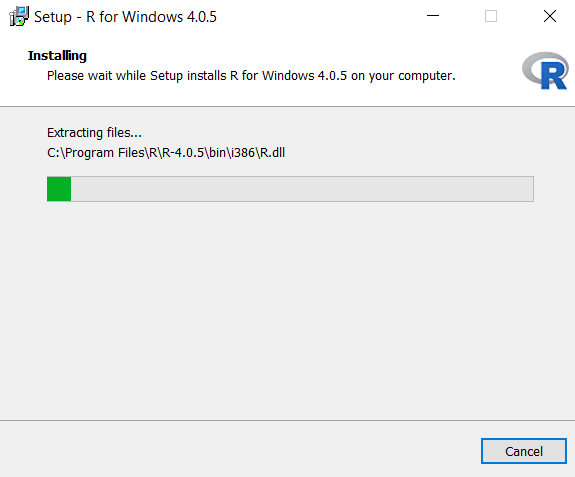 Setup - R for Windows 4.0.5
Installing
Please wait while Setup installs R for Windows 4.0.5 on your computer.
R
Extracting files...
C:\Program Files\R\R-4.0.5\bin\i386\R.dll
Cancel